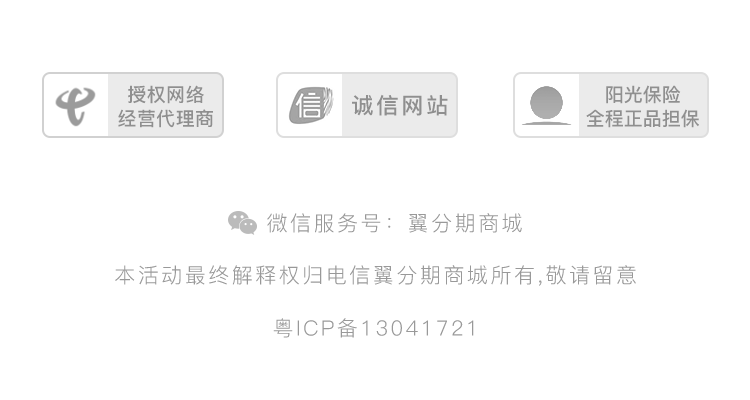 授权网络
经营代理商
信
诚信网站
阳光保险
全程正品担保
微信服务号：翼分期商城
本活动最终解释权归电信翼分期商城所有,敬请留意
粤ICP备13041721